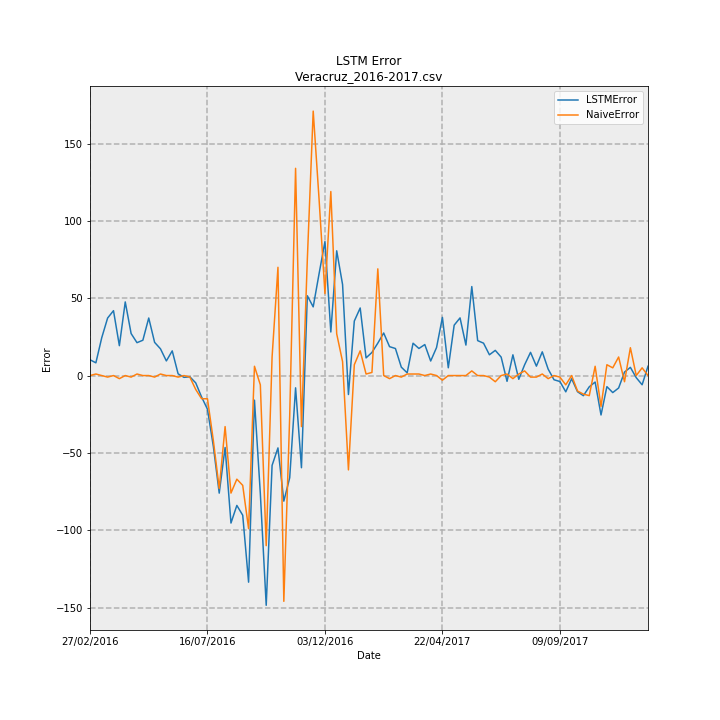 LSTM Error
Veracruz_2016-2017.csv
LSTMError
NaiveError
150
100
50
0
−50
−100
−150
Error
27/02/2016
16/07/2016
03/12/2016
22/04/2017
09/09/2017
Date